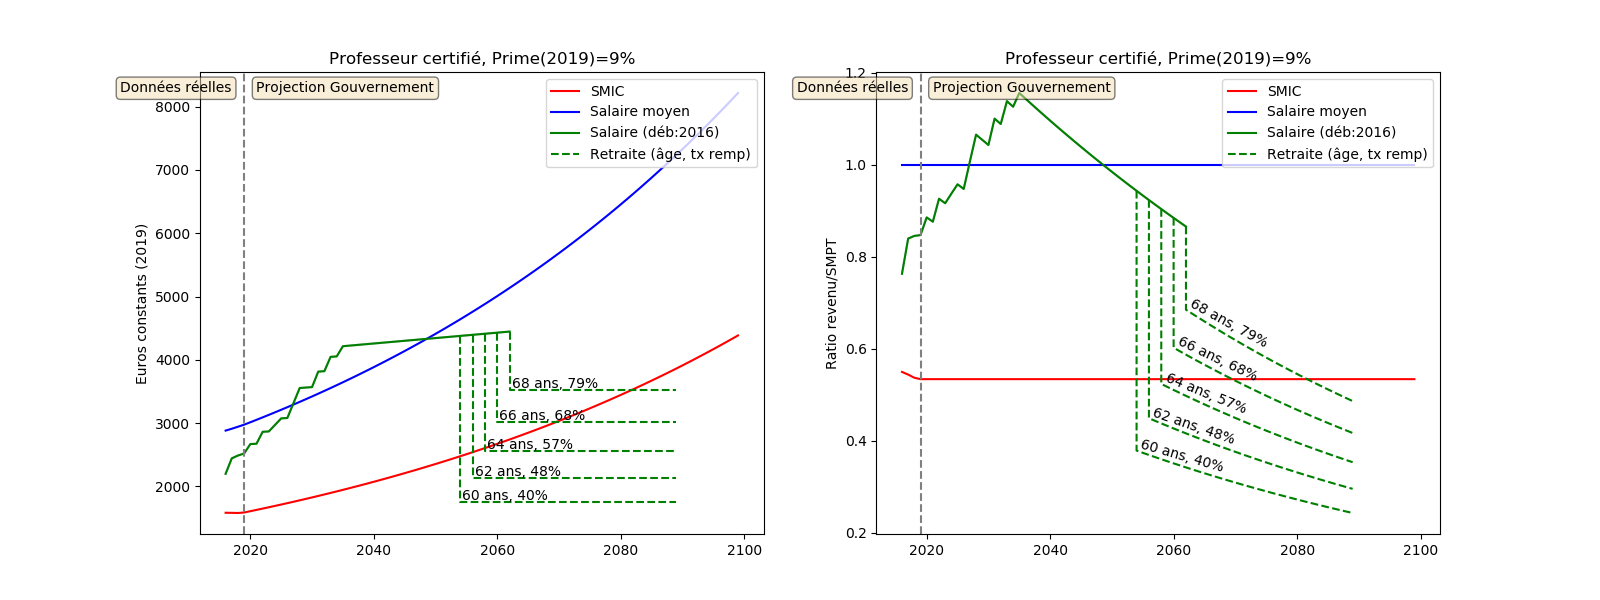 Professeur certifié, Prime(2019)=9%
Données réelles
Projection Gouvernement
SMIC
Salaire moyen
Salaire (déb:2016)
Retraite (âge, tx remp)
Euros constants (2019)
8000
7000
6000
5000
4000
3000
2000
68 ans, 79%
66 ans, 68%
64 ans, 57%
62 ans, 48%
60 ans, 40%
2020 2040 2060 2080 2100
Professeur certifié, Prime(2019)=9%
Données réelles
Projection Gouvernement
SMIC
Salaire moyen
Salaire (déb:2016)
Retraite (âge, tx remp)
Ratio revenu/SMPT
1.2
1.0
0.8
0.6
0.4
0.2
68 ans, 79%
66 ans, 68%
64 ans, 57%
62 ans, 48%
60 ans, 40%
2020 2040 2060 2080 2100